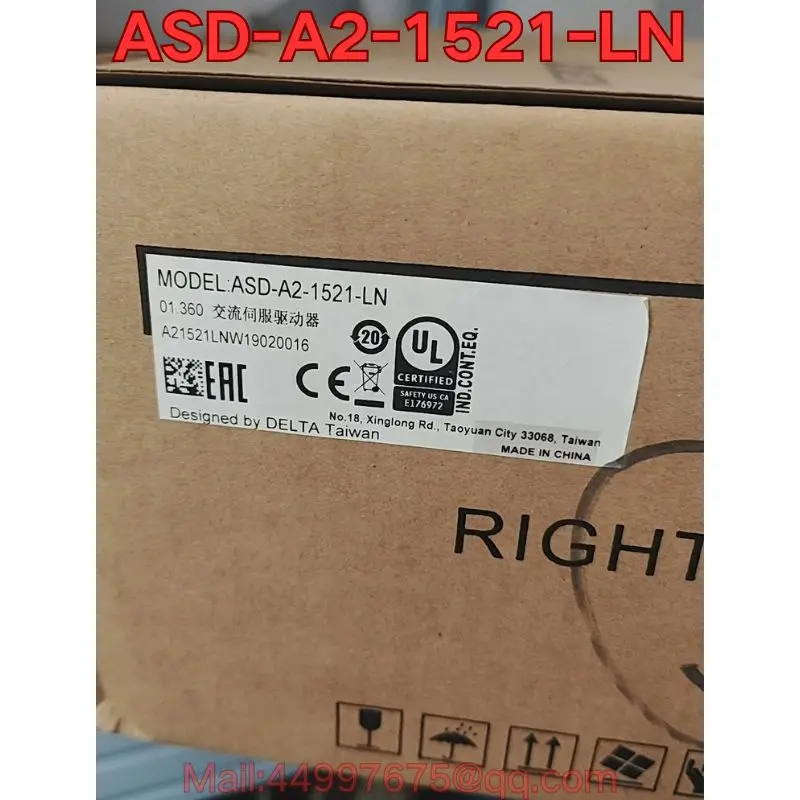 ASD-A2-1521-LN
MODEL:ASD-A2-1521-LN
01.360 交流伺服驱动器
A21521LNW19020016
20
UL
CERTIFIED
SAFETY US CA
E176972
IND.CONT.EQ.
EAC
CE
No.18, Xinglong Rd., Taoyuan City 33068, Taiwan
Designed by DELTA Taiwan
MADE IN CHINA
RIGHT
Mail:44997675@qq.com